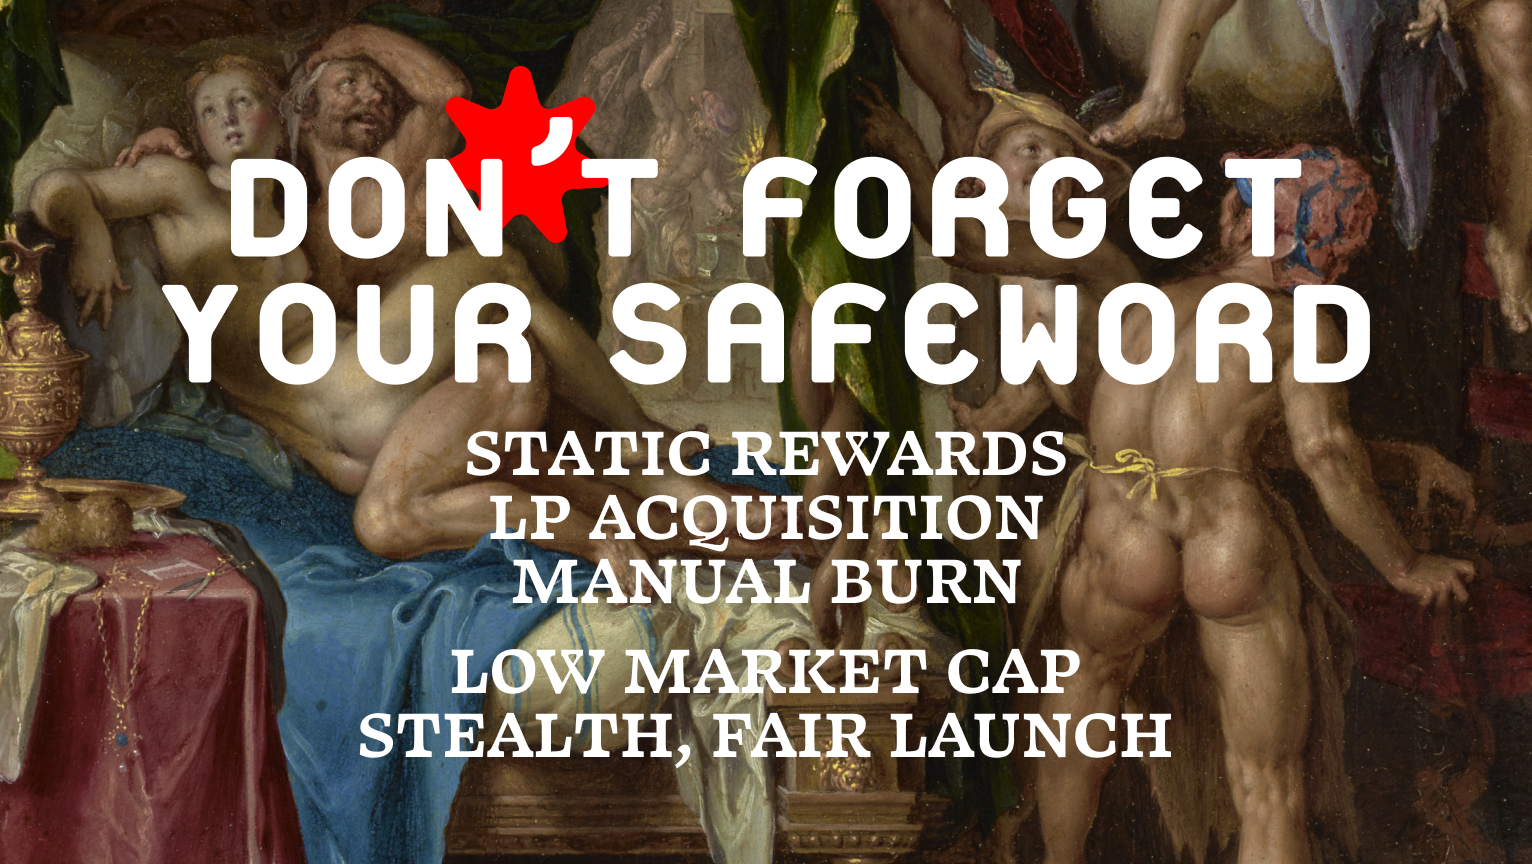 DON'T FORGET
YOUR SAFEWORD
STATIC REWARDS
LP ACQUISITION
MANUAL BURN
LOW MARKET CAP
STEALTH, FAIR LAUNCH